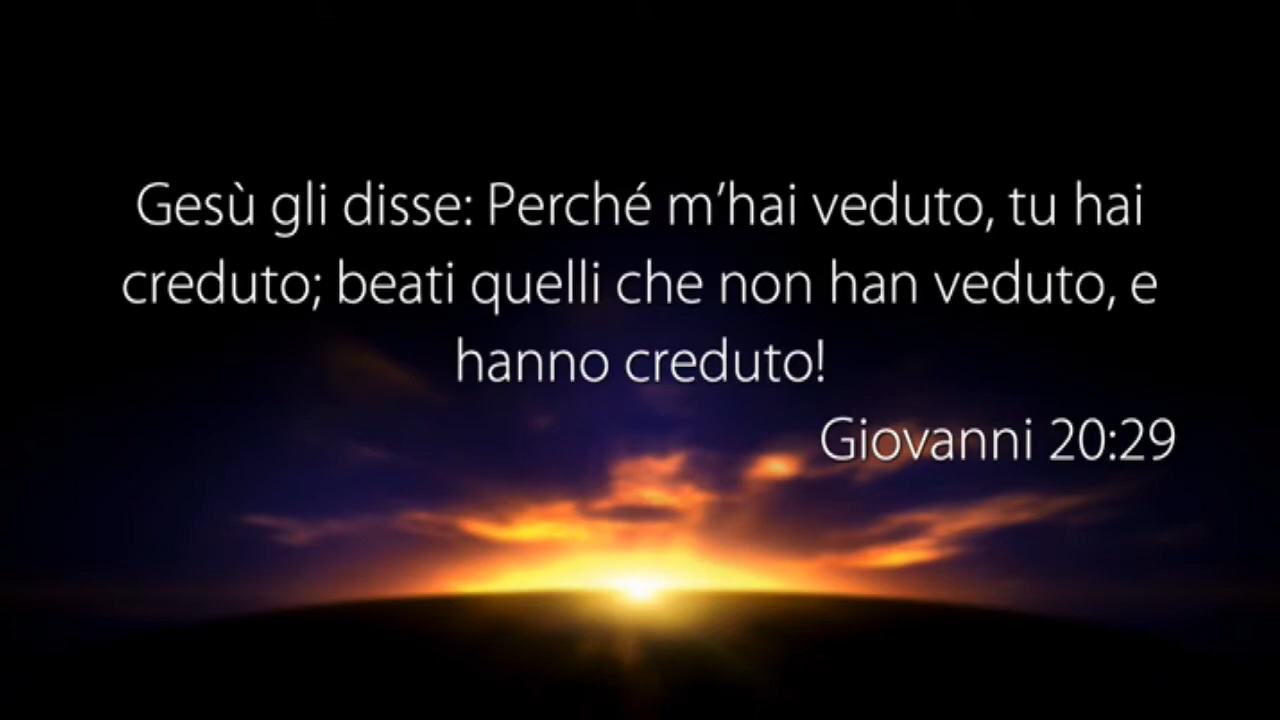 Gesù gli disse: Perché m’hai veduto, tu hai
creduto; beati quelli che non han veduto, e
hanno creduto!
Giovanni 20:29